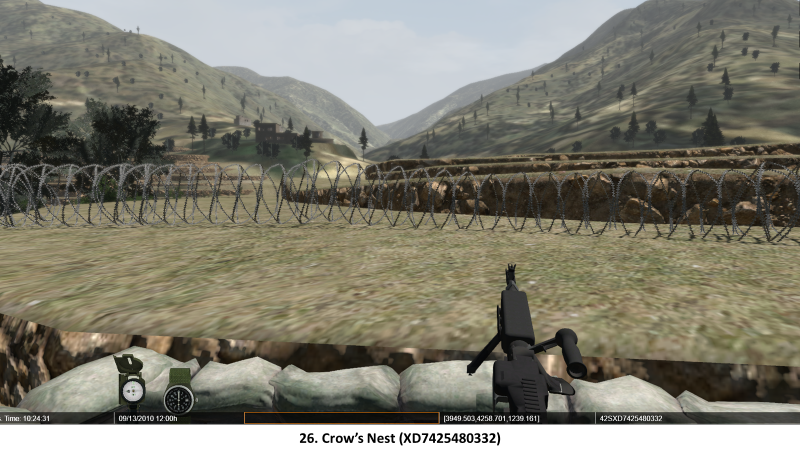 . Time: 10:24.31 09/13/2010 12:00h [3949.503,4258.701,1239.161] 42SXD7425480332
26. Crow's Nest (XD7425480332)